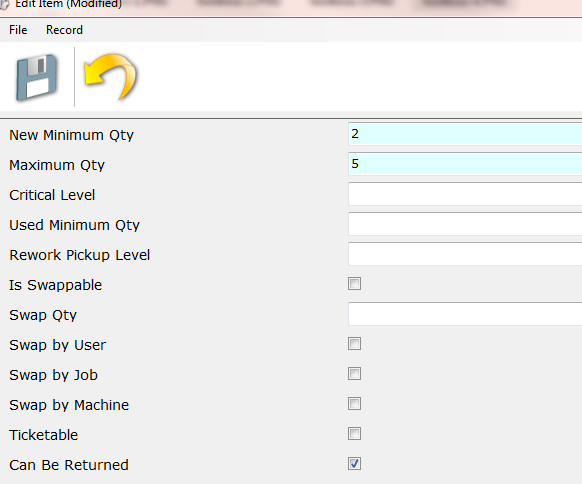 Edit Item (Modified)
File Record
New Minimum Qty 2
Maximum Qty 5
Critical Level
Used Minimum Qty
Rework Pickup Level
Is Swappable
Swap Qty
Swap by User
Swap by Job
Swap by Machine
Ticketable
Can Be Returned